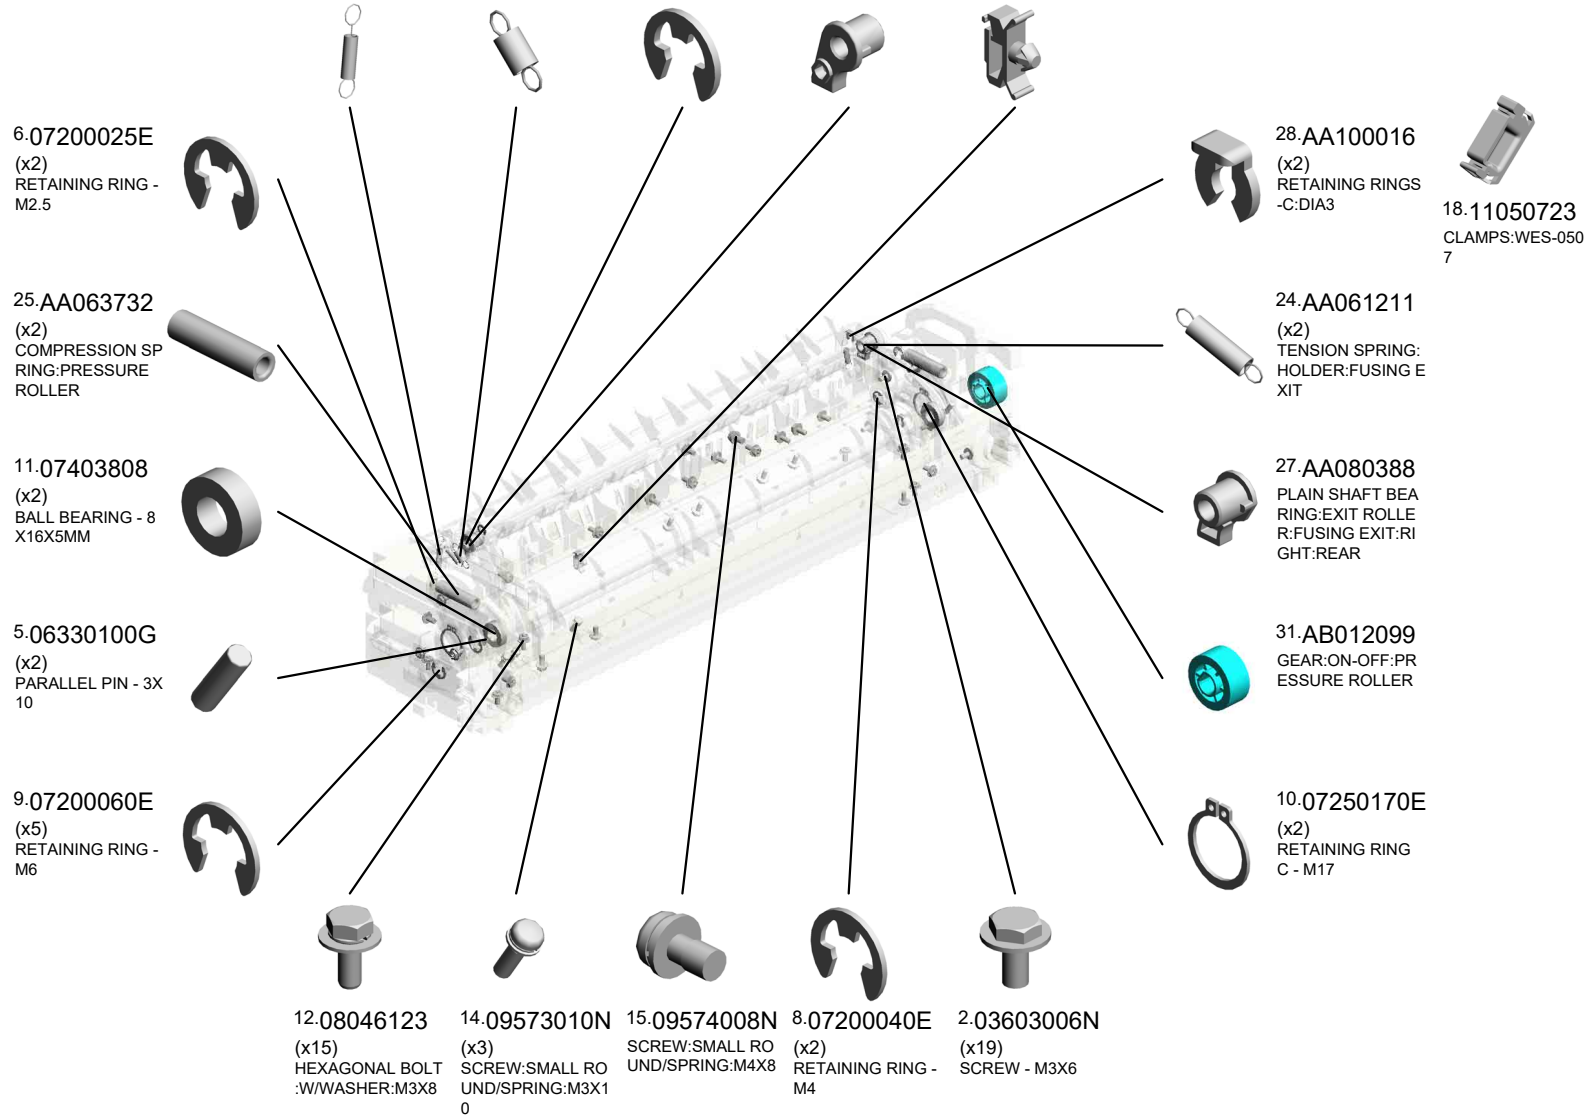 6.07200025E
(x2)
RETAINING RING -
M2.5
25.AA063732
(x2)
COMPRESSION SP
RING:PRESSURE
ROLLER
11.07403808
(x2)
BALL BEARING - 8
X16X5MM
5.06330100G
(x2)
PARALLEL PIN - 3X
10
9.07200060E
(x5)
RETAINING RING -
M6
28.AA100016
(x2)
RETAINING RINGS
-C:DIA3
18.11050723
CLAMPS:WES-050
7
24.AA061211
(x2)
TENSION SPRING:
HOLDER:FUSING E
XIT
27.AA080388
PLAIN SHAFT BEA
RING:EXIT ROLLE
R:FUSING EXIT:RI
GHT:REAR
31.AB012099
GEAR:ON-OFF:PR
ESSURE ROLLER
10.07250170E
(x2)
RETAINING RING
C - M17
12.08046123
(x15)
HEXAGONAL BOLT
:W/WASHER:M3X8
14.09573010N
(x3)
SCREW:SMALL RO
UND/SPRING:M3X1
0
15.09574008N
SCREW:SMALL RO
UND/SPRING:M4X8
8.07200040E
(x2)
RETAINING RING -
M4
2.03603006N
(x19)
SCREW - M3X6